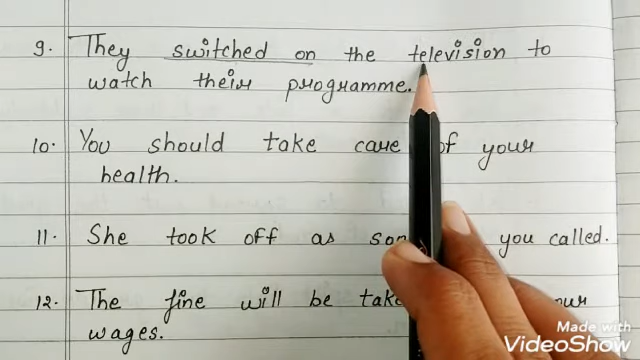 9. They switched on the television to
watch their programme.
10. You should take care of your
health.
11. She took off as you called.
12. The fine will be
wages.
Made with
VideoShow